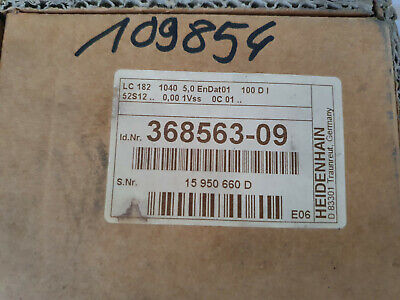 109854
LC 182 1040 5,0 EnDat01 100 D I
52S12 .. 0,00 1Vss 0C 01 ..
Id.Nr. 368563-09
S.Nr. 15 950 660 D
E06
HEIDENHAIN
D 83301 Traunreut, Germany